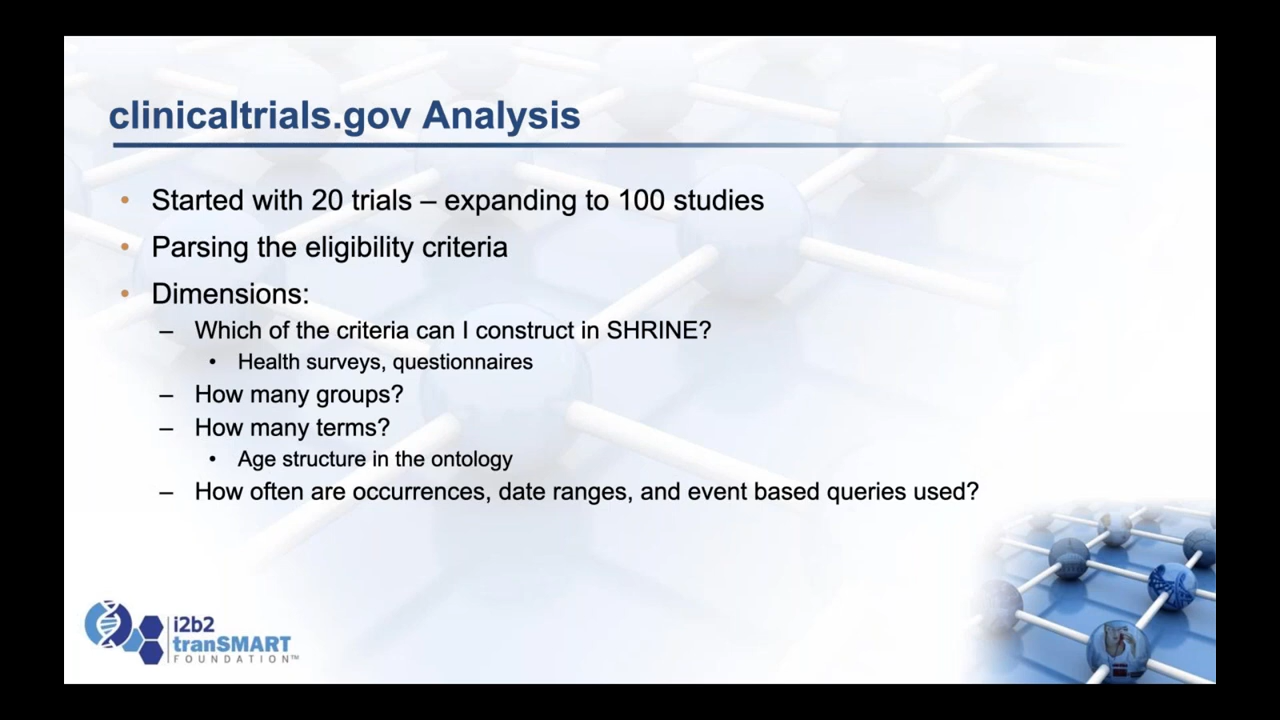 clinicaltrials.gov Analysis
• Started with 20 trials – expanding to 100 studies
• Parsing the eligibility criteria
• Dimensions:
– Which of the criteria can I construct in SHRINE?
• Health surveys, questionnaires
– How many groups?
– How many terms?
• Age structure in the ontology
– How often are occurrences, date ranges, and event based queries used?
i2b2
tranSMART
FOUNDATION™